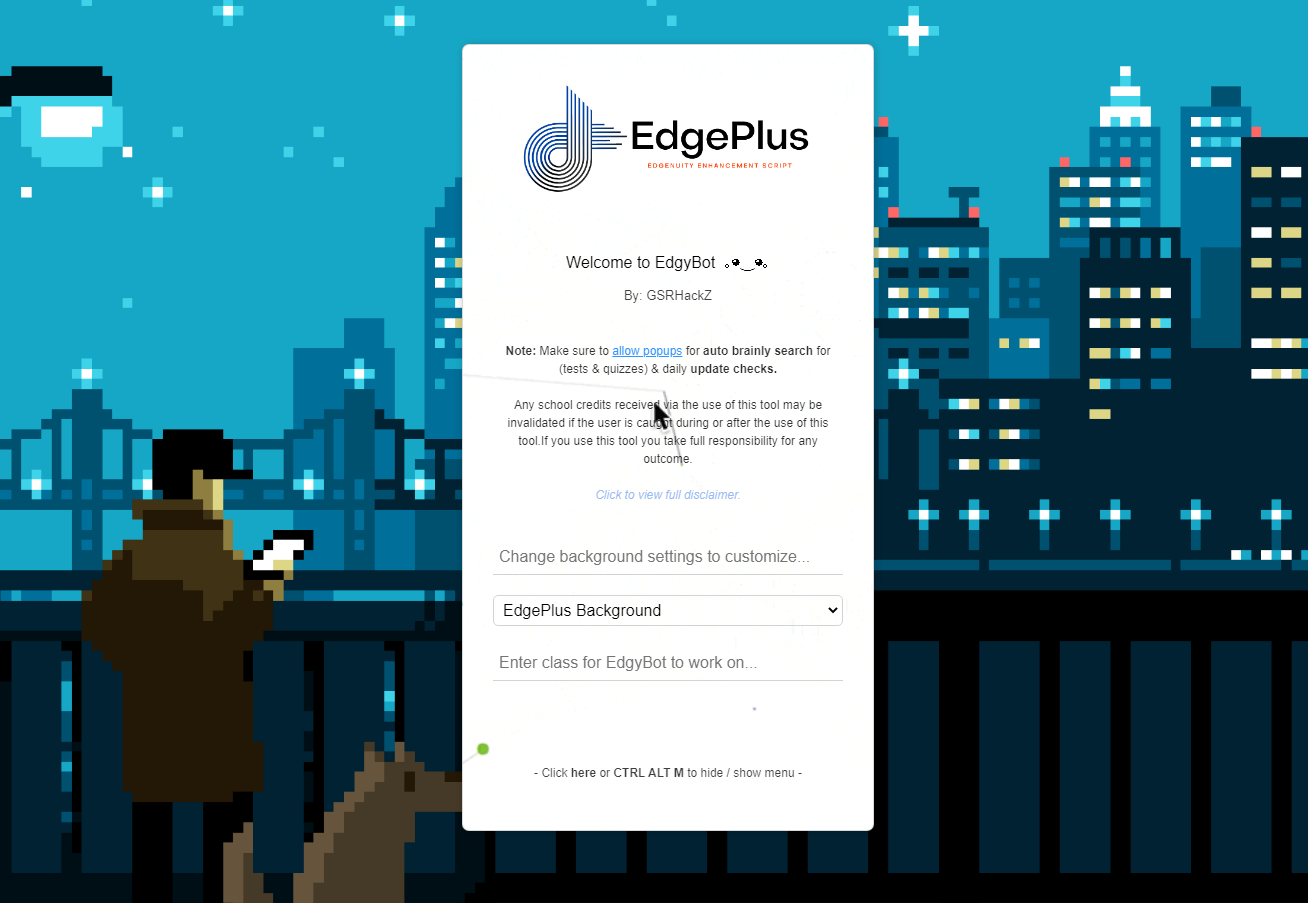 EdgePlus
EDGENUITY ENHANCEMENT SCRIPT
Welcome to EdgyBot
By: GSRHackZ
Note: Make sure to allow popups for auto brainly search for
(tests & quizzes) & daily update checks.
Any school credits received via the use of this tool may be
invalidated if the user is caught during or after the use of this
tool.If you use this tool you take full responsibility for any
outcome.
Click to view full disclaimer.
Change background settings to customize...
EdgePlus Background
Enter class for EdgyBot to work on...
- Click here or CTRL ALT M to hide / show menu -